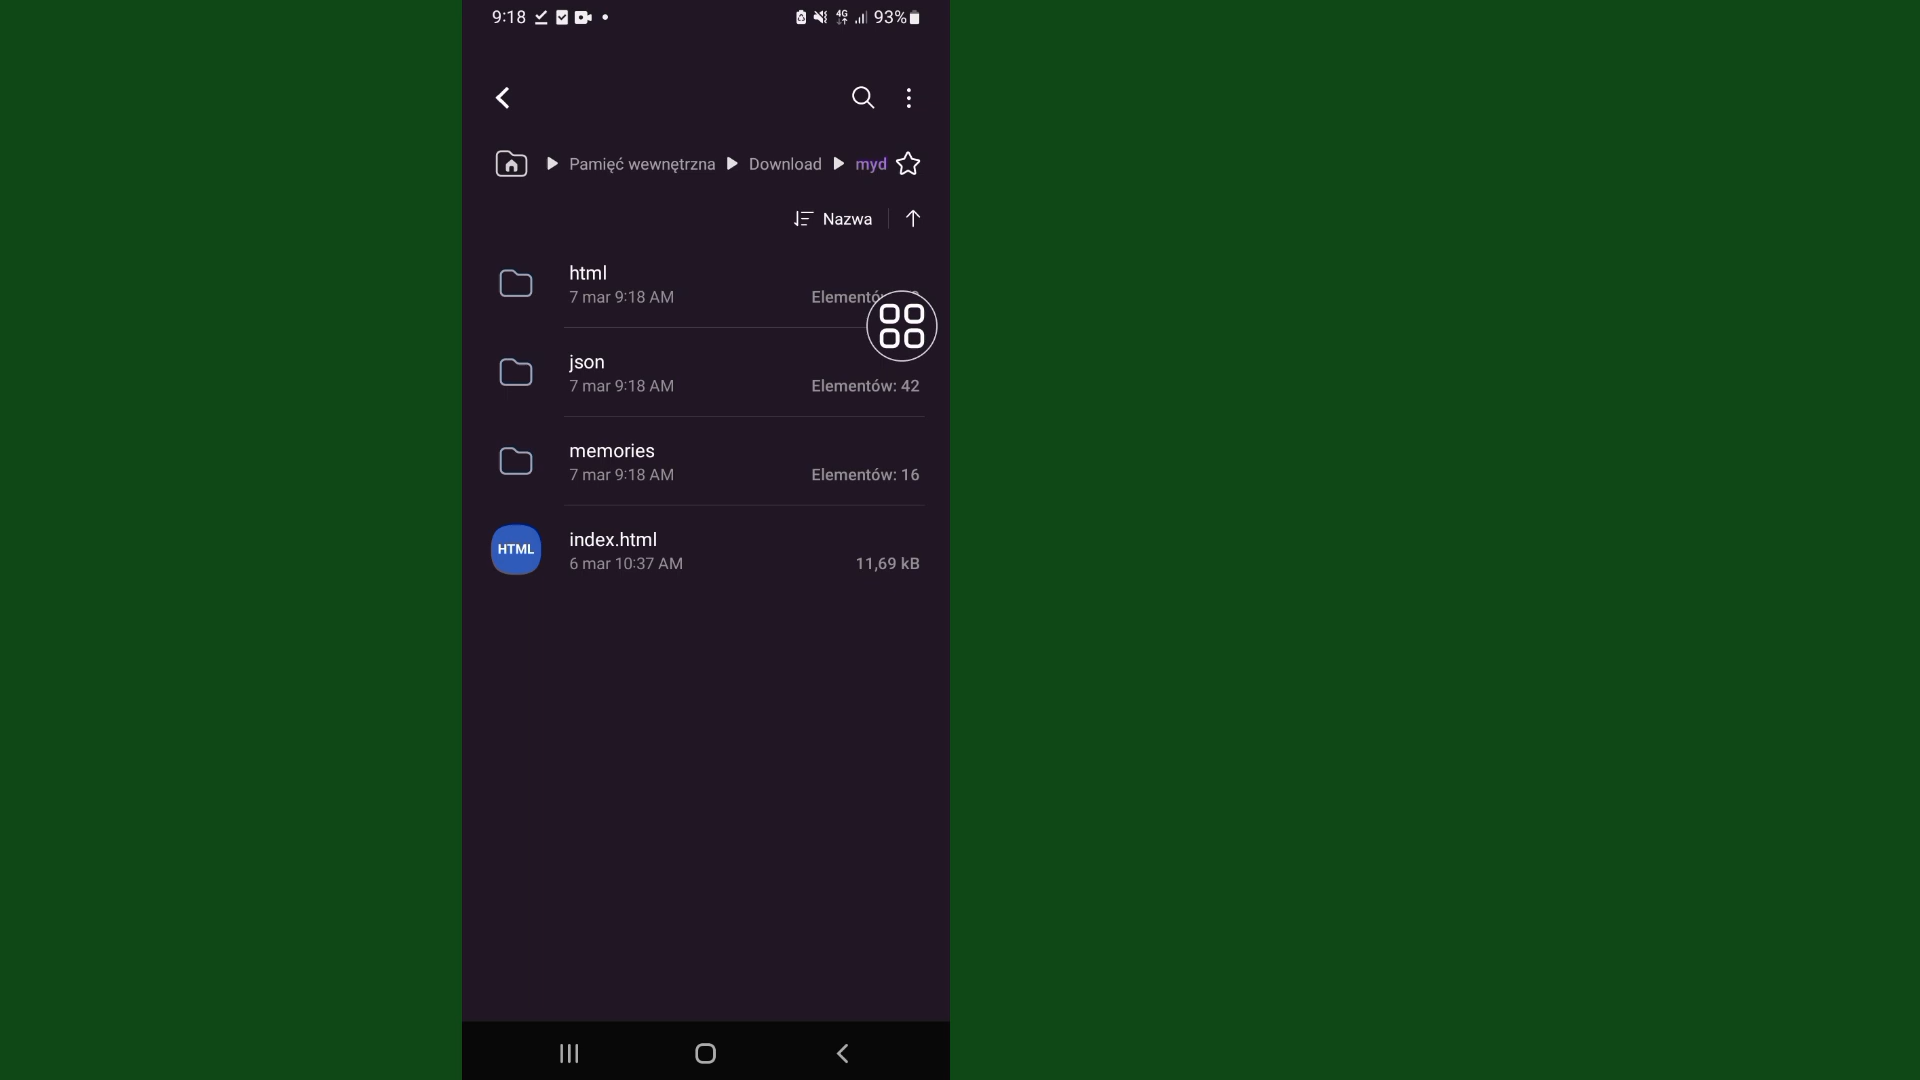 9:18 4G 93%
Pamięć wewnętrzna Download myd
Nazwa
html
7 mar 9:18 AM
json
7 mar 9:18 AM Elementów: 42
memories
7 mar 9:18 AM Elementów: 16
HTML index.html
6 mar 10:37 AM 11,69 kB